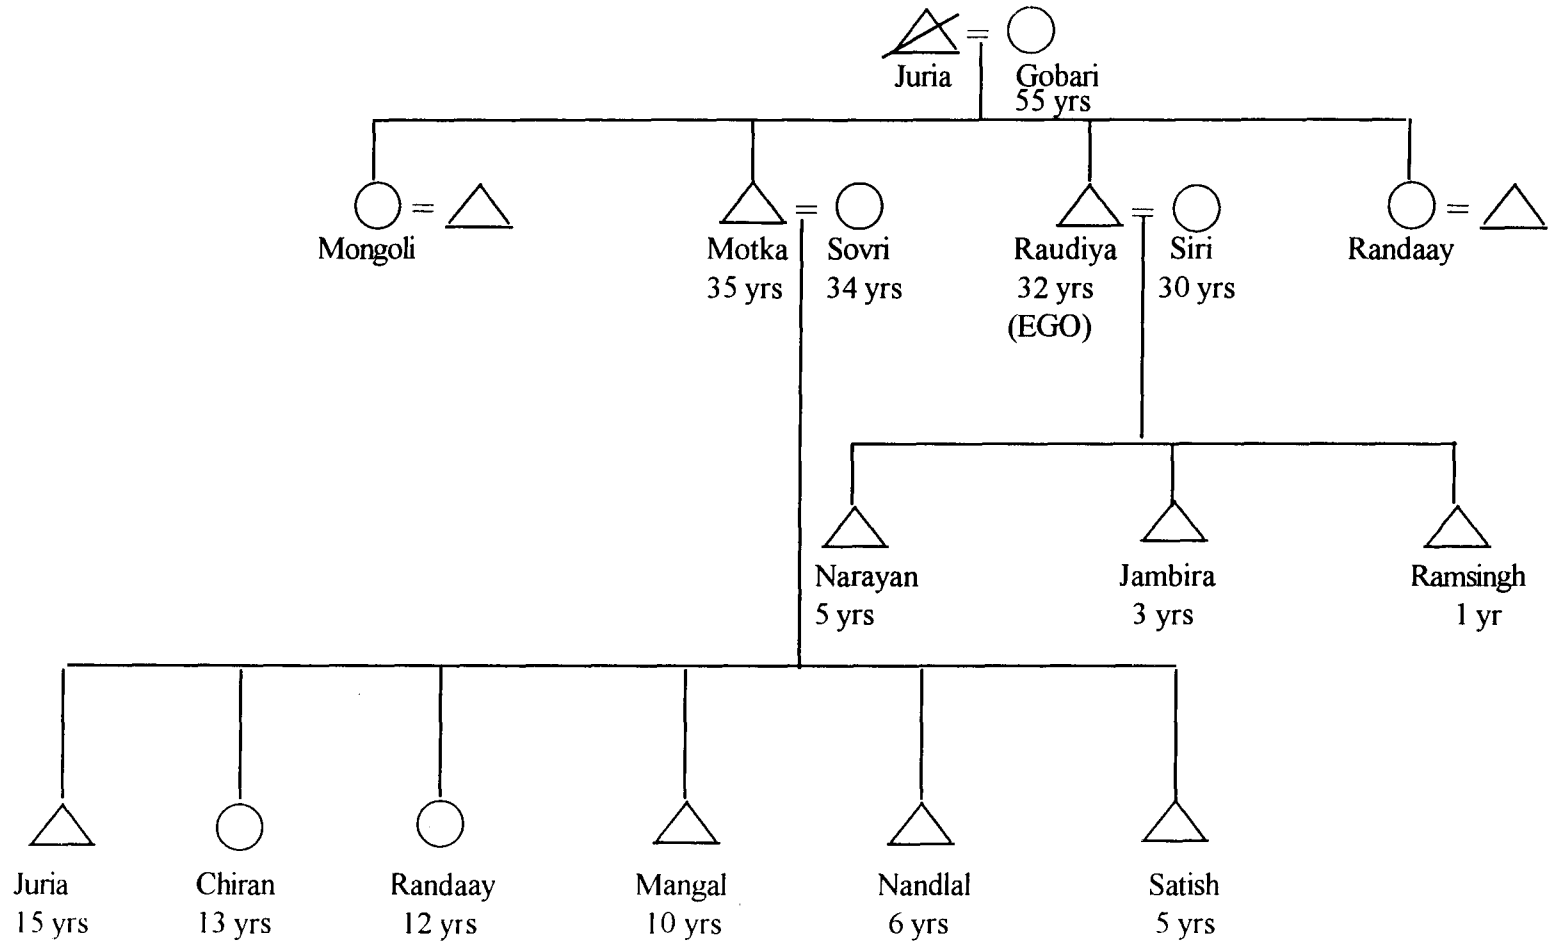 Juria Gobari
55 yrs
Mongoli Motka Sovri Raudiya Siri Randaay
35 yrs 34 yrs 32 yrs 30 yrs
(EGO)
Narayan Jambira Ramsingh
5 yrs 3 yrs 1 yr
Juria Chiran Randaay Mangal Nandlal Satish
15 yrs 13 yrs 12 yrs 10 yrs 6 yrs 5 yrs